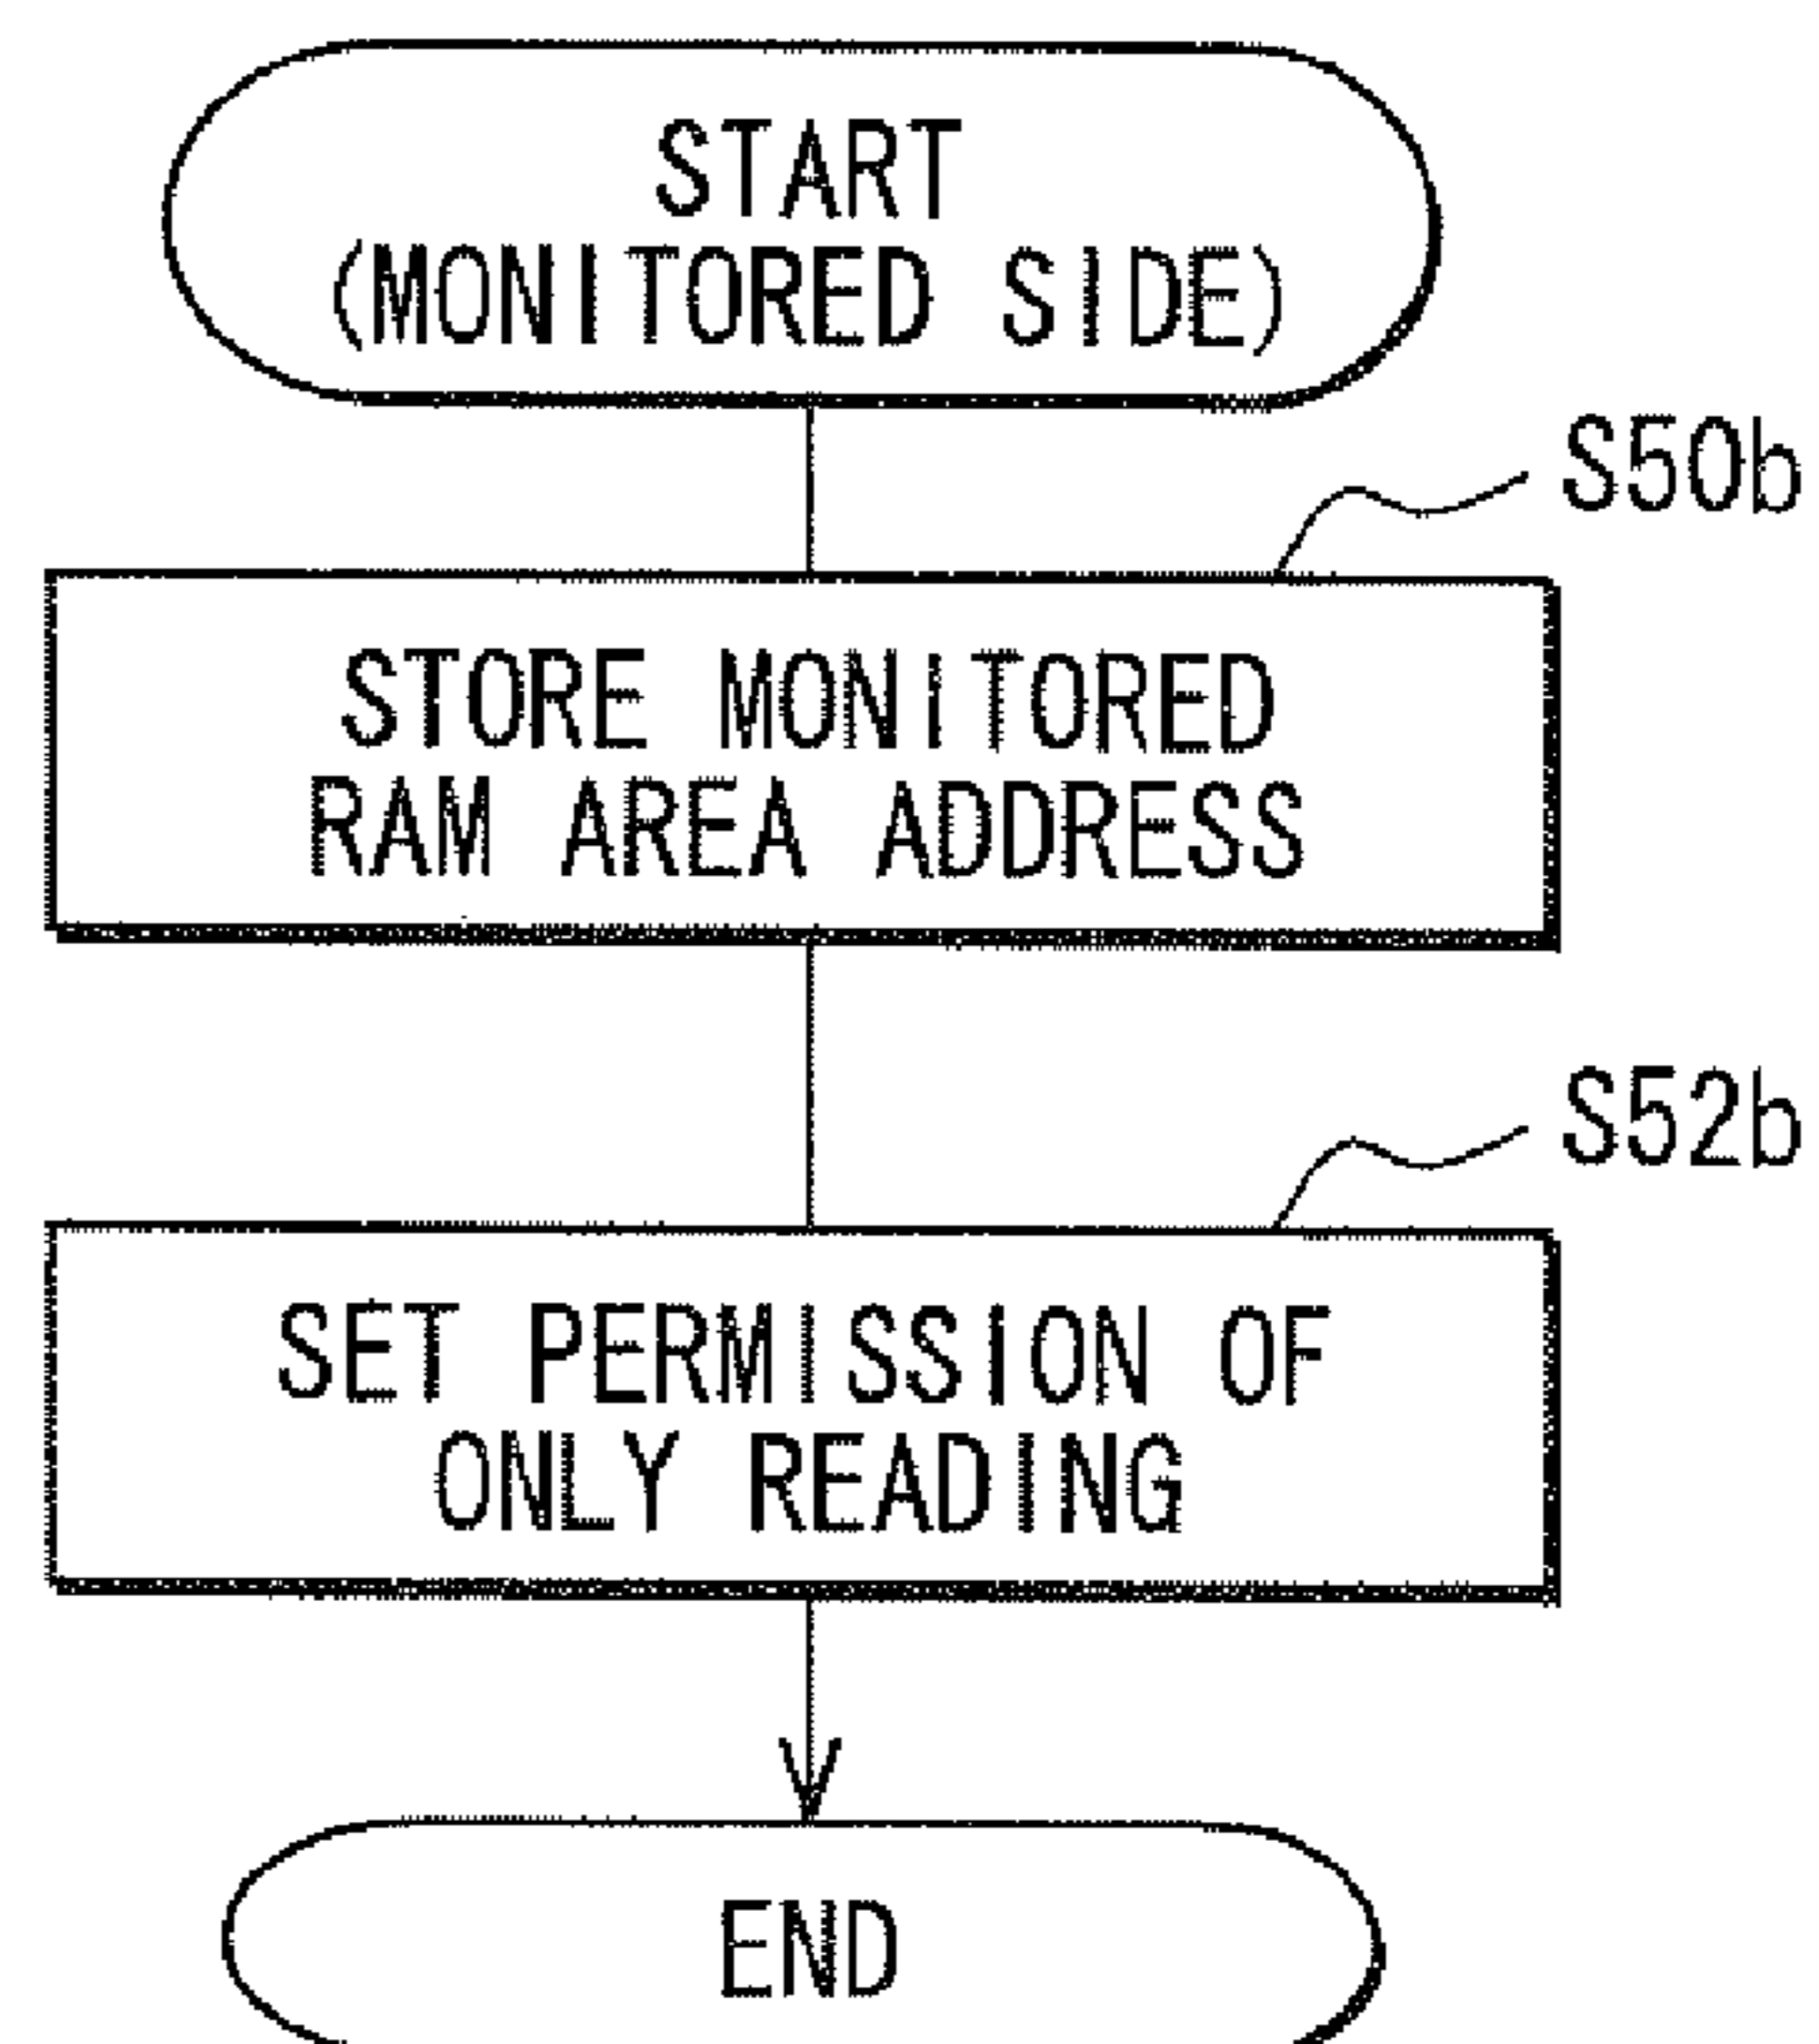 START
(MONITORED SIDE)
S50b
STORE MONITORED
RAM AREA ADDRESS
S52b
SET PERMISSION OF
ONLY READING
END